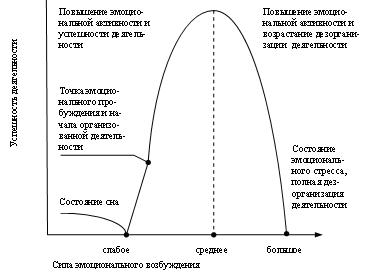 Повышение эмоцио-
нальной активности и
успешности деятель-
ности
Повышение эмоцио-
нальной активности и
возрастание дезоргани-
зации деятельности
Точка эмоцио-
нального про-
буждения и на-
чала организо-
ванной деятель-
ности
Состояние
эмоциональ-
ного стресса,
полная дез-
организация
деятельности
Состояние сна
Успешность деятельности
слабое
среднее
большое
Сила эмоционального возбуждения